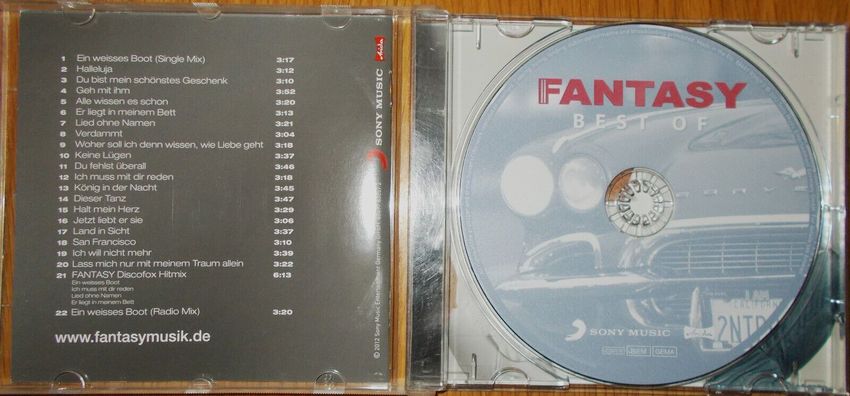 1 Ein weisses Boot (Single Mix) 3:17
2 Halleluja 3:12
3 Du bist mein schönstes Geschenk 3:10
4 Geh mit ihm 3:52
5 Alle wissen es schon 3:20
6 Er liegt in meinem Bett 3:13
7 Lied ohne Namen 3:21
8 Verdammt 3:04
9 Woher soll ich denn wissen, wie Liebe geht 3:18
10 Keine Lügen 3:37
11 Du fehlst überall 3:46
12 Ich muss mit dir reden 3:18
13 König in der Nacht 3:45
14 Dieser Tanz 3:47
15 Halt mein Herz 3:29
16 Jetzt liebt er sie 3:06
17 Land in Sicht 3:37
18 San Francisco 3:10
19 Ich will nicht mehr 3:39
20 Lass mich nur mit meinem Traum allein 3:22
21 FANTASY Discofox Hitmix 6:13
Ein weisses Boot
Ich muss mit dir reden
Lied ohne Namen
Er liegt in meinem Bett
22 Ein weisses Boot (Radio Mix) 3:20
www.fantasymusik.de
SONY MUSIC
© 2012 Sony Music Entertainment Germany
FANTASY
BEST OF
SONY MUSIC
GEMA
CALIFORNIA
2NTR